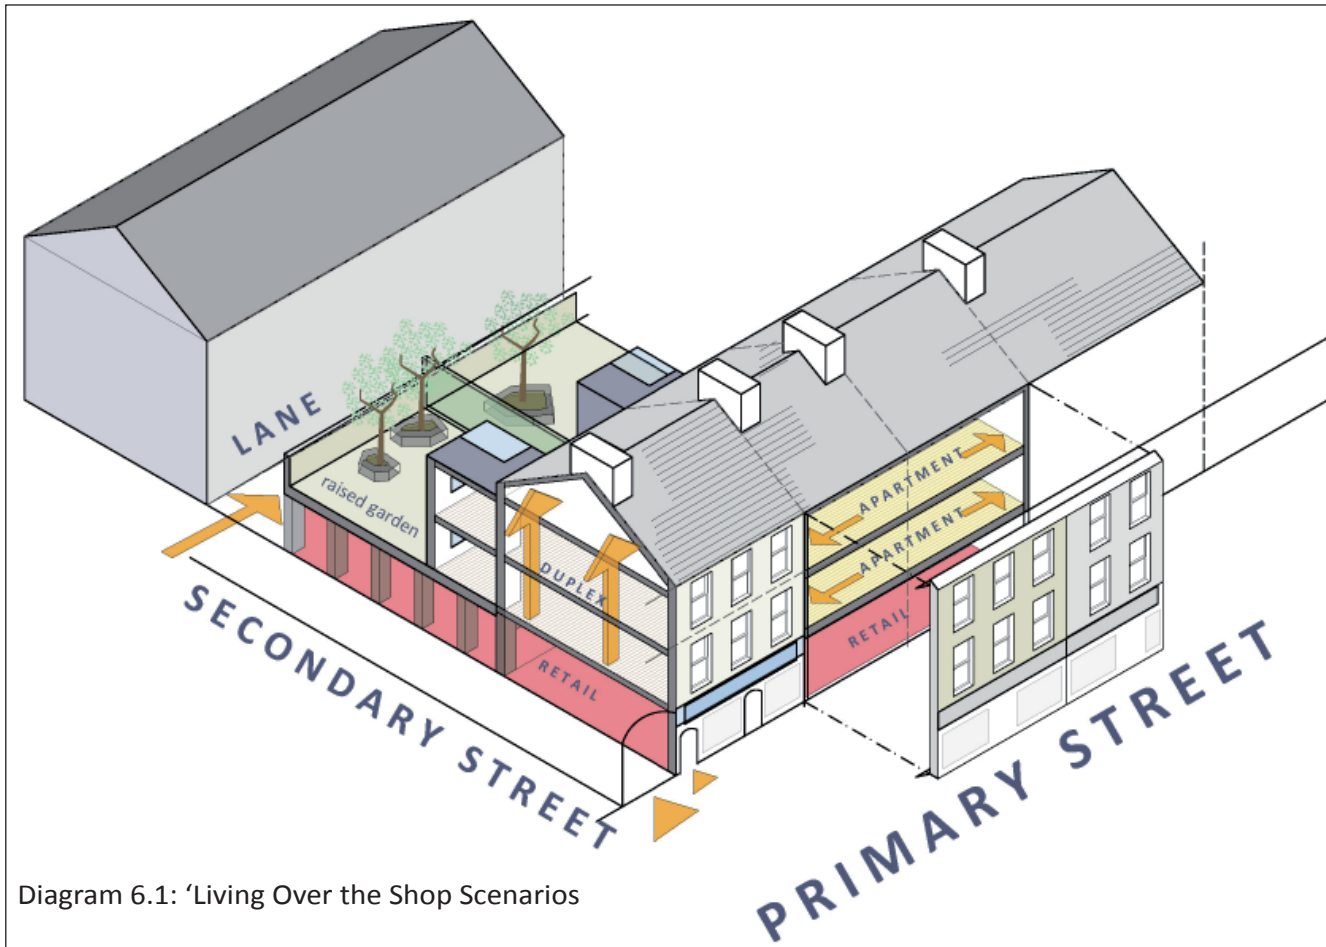 LANE
raised garden
APARTMENT
APARTMENT
DUPLEX
RETAIL
RETAIL
SECONDARY STREET
PRIMARY STREET
Diagram 6.1: ‘Living Over the Shop Scenarios